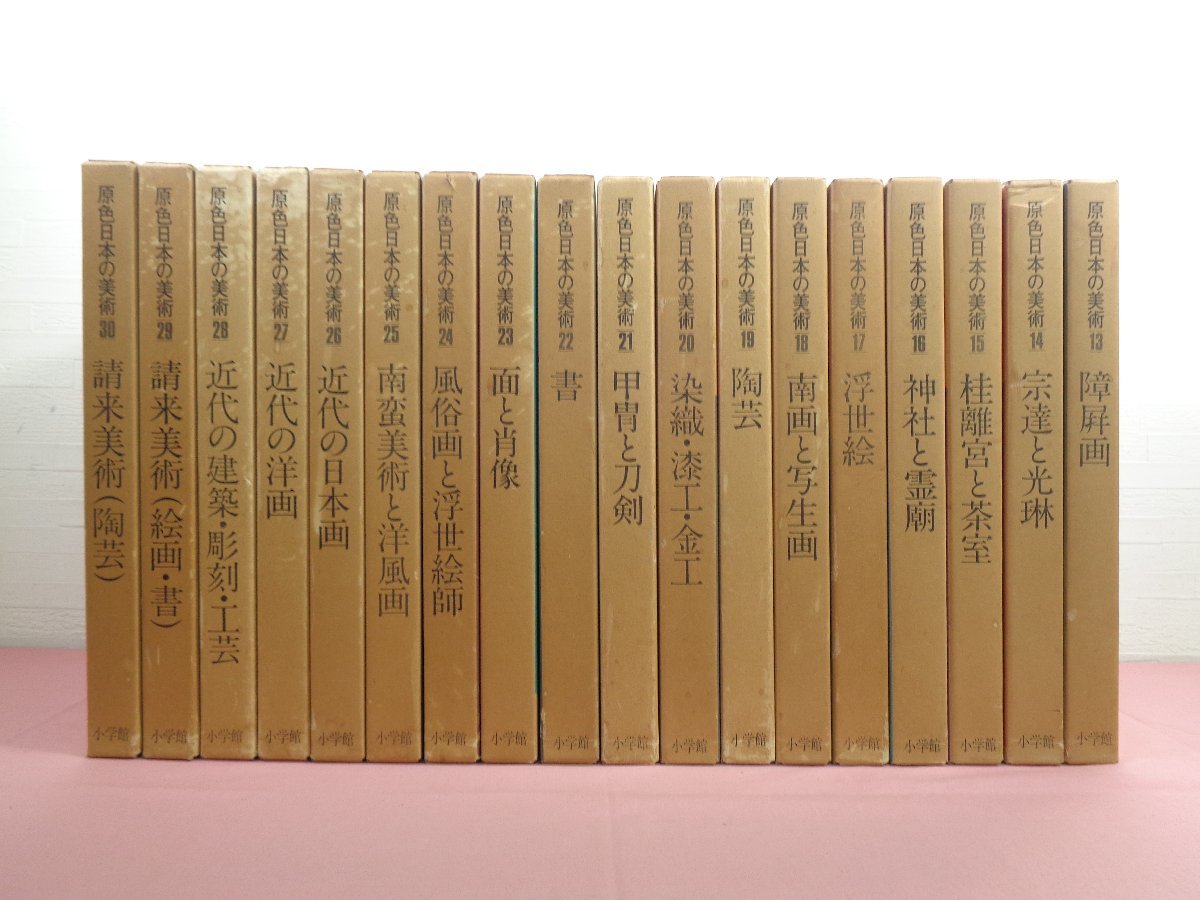 原色日本の美術 30 請来美術(陶芸) 小学館
原色日本の美術 29 請来美術(絵画・書) 小学館
原色日本の美術 28 近代の建築・彫刻・工芸 小学館
原色日本の美術 27 近代の洋画 小学館
原色日本の美術 26 近代の日本画 小学館
原色日本の美術 25 南蛮美術と洋風画 小学館
原色日本の美術 24 風俗画と浮世絵師 小学館
原色日本の美術 23 面と肖像 小学館
原色日本の美術 22 書 小学館
原色日本の美術 21 甲冑と刀剣 小学館
原色日本の美術 20 染織・漆工・金工 小学館
原色日本の美術 19 陶芸 小学館
原色日本の美術 18 南画と写生画 小学館
原色日本の美術 17 浮世絵 小学館
原色日本の美術 16 神社と霊廟 小学館
原色日本の美術 15 桂離宮と茶室 小学館
原色日本の美術 14 宗達と光琳 小学館
原色日本の美術 13 障屏画 小学館